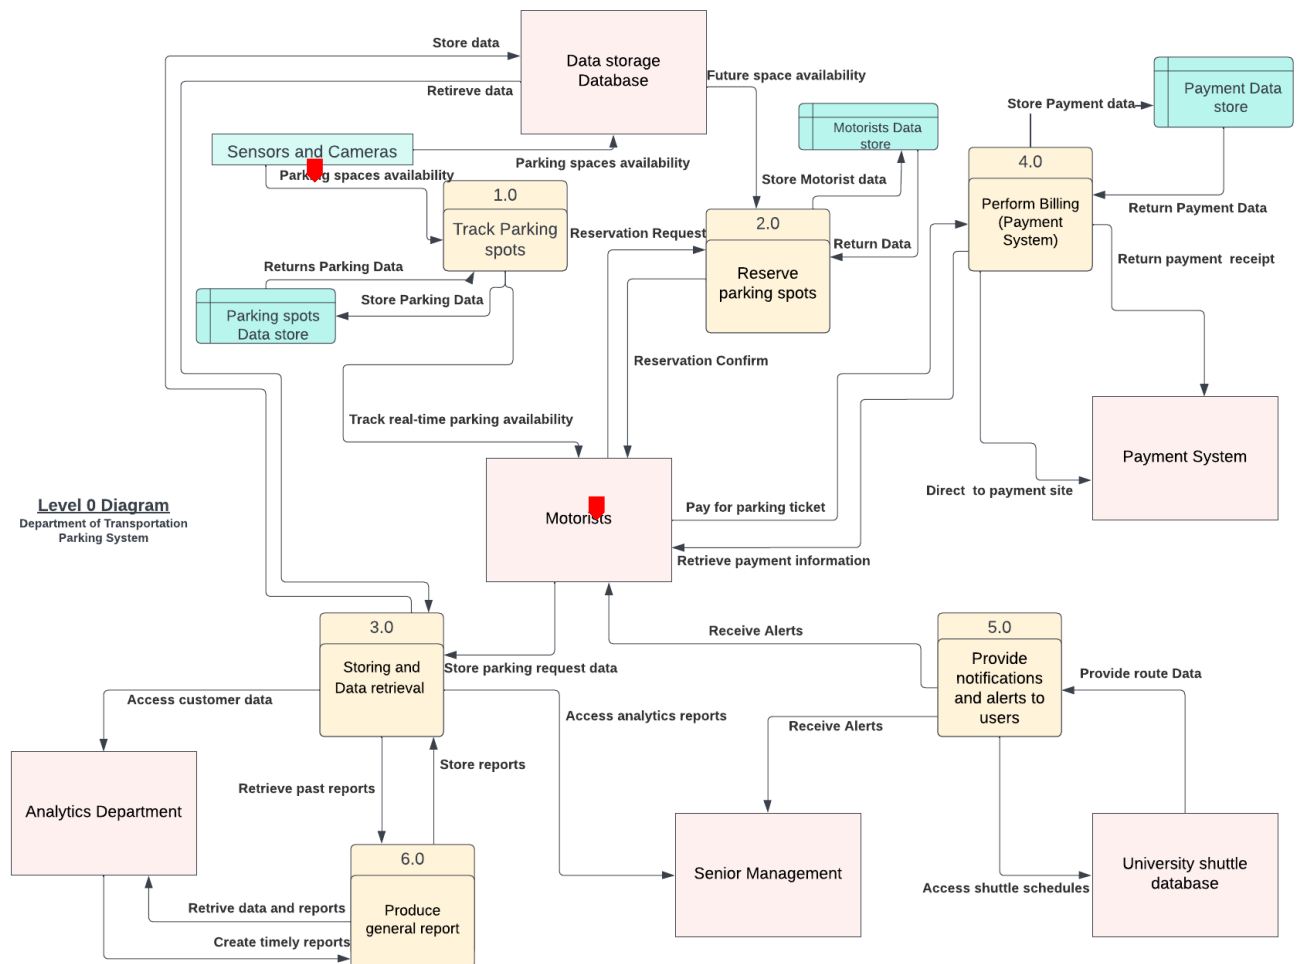 Store data
Data storage
Database
Retireve data
Future space availability
Store Payment data
Payment Data
store
Motorists Data
store
Sensors and Cameras
Parking spaces availability
Parking spaces availability
4.0
Perform Billing
(Payment
System)
1.0
Track Parking
spots
Store Motorist data
2.0
Reserve
parking spots
Return Payment Data
Reservation Request
Return Data
Return payment receipt
Returns Parking Data
Store Parking Data
Parking spots
Data store
Reservation Confirm
Track real-time parking availability
Payment System
Direct to payment site
Level 0 Diagram
Department of Transportation
Parking System
Motorists
Pay for parking ticket
Retrieve payment information
3.0
Storing and
Data retrieval
Store parking request data
Receive Alerts
5.0
Provide
notifications
and alerts to
users
Provide route Data
Access customer data
Access analytics reports
Receive Alerts
Store reports
Retrieve past reports
Analytics Department
6.0
Produce
general report
Senior Management
University shuttle
database
Access shuttle schedules
Retrive data and reports
Create timely reports